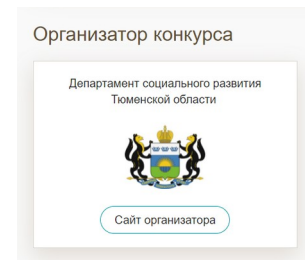 Организатор конкурса
Департамент социального развития
Тюменской области
Сайт организатора